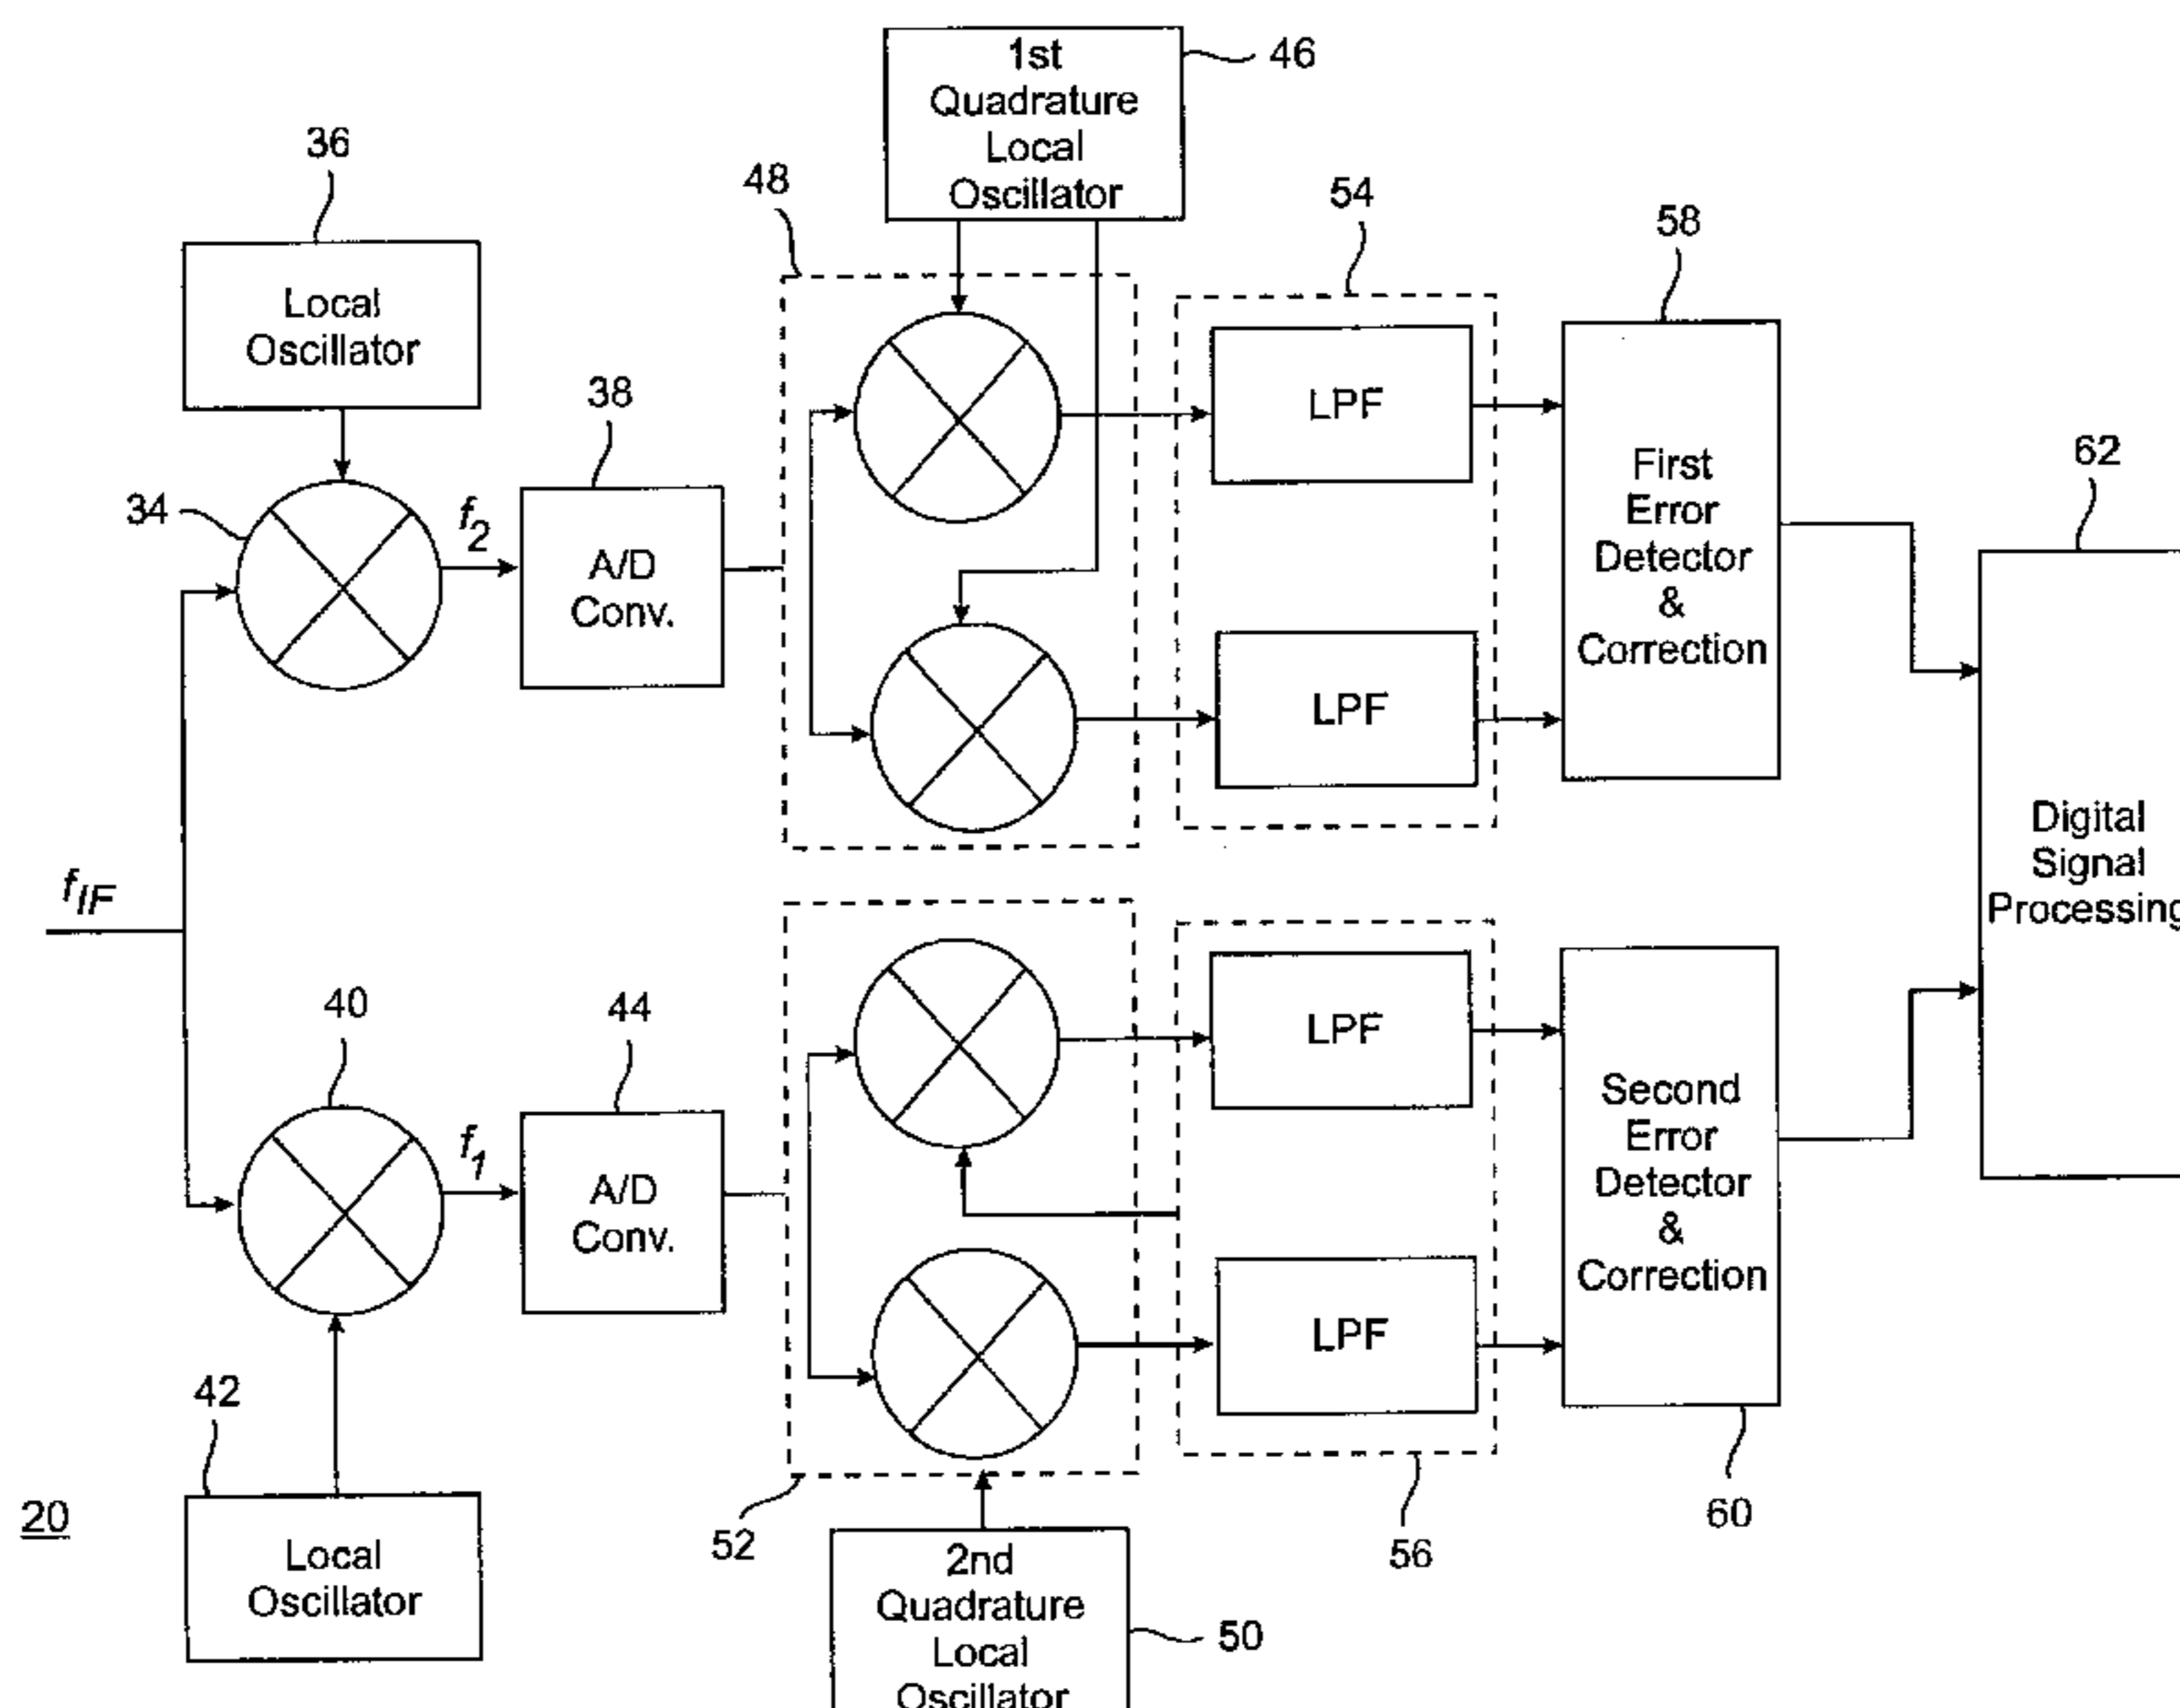 1st
Quadrature
Local
Oscillator
46
36
48
54
58
Local
Oscillator
38
LPF
62
34
f2
A/D
Conv.
First
Error
Detector
&
Correction
LPF
Digital
Signal
Processing
fIF
40
44
LPF
f1
A/D
Conv.
Second
Error
Detector
&
Correction
LPF
42
20
Local
Oscillator
52
56
60
2nd
Quadrature
Local
Oscillator
50